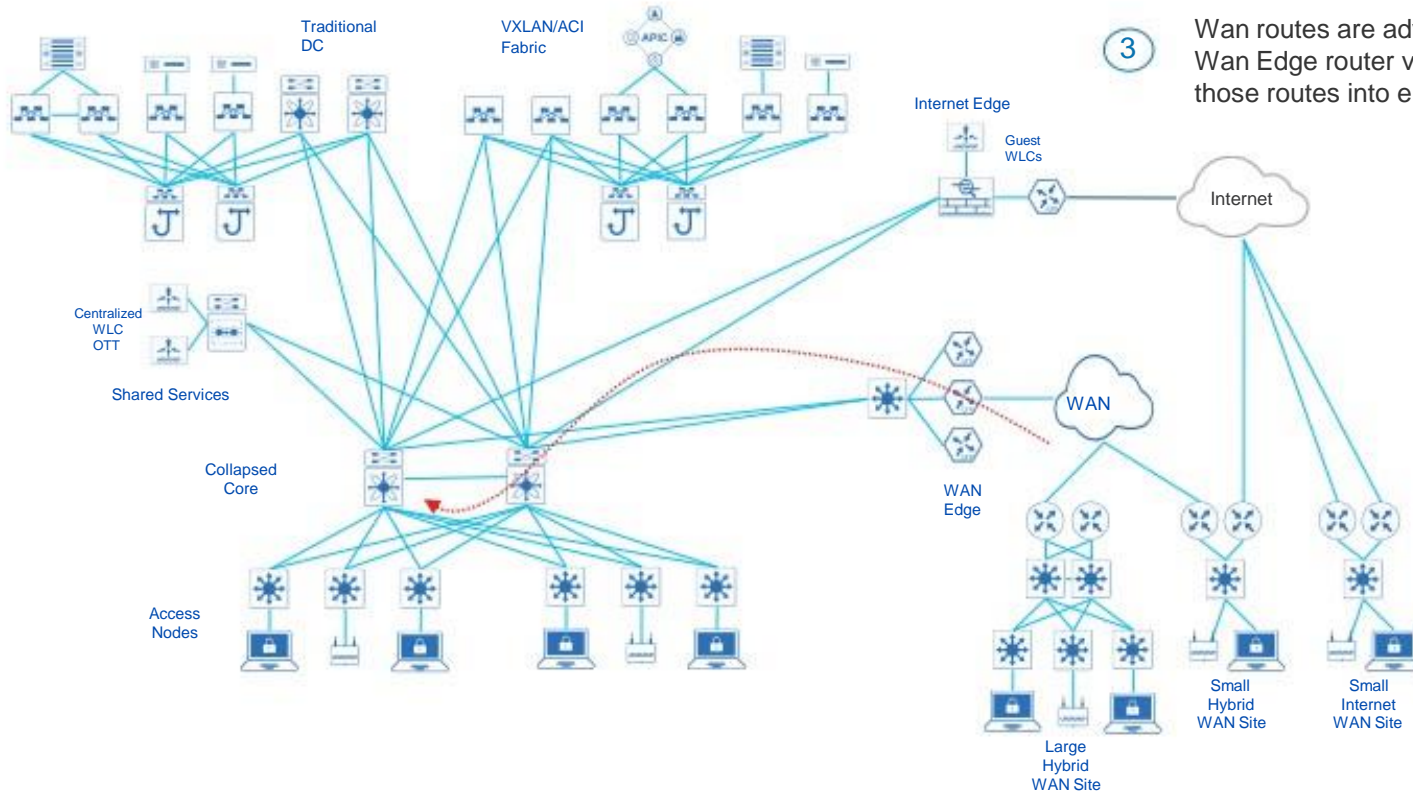 Traditional
DC
VXLAN/ACI
Fabric
APIC
3
Wan routes are
Wan Edge router
those routes into
Internet Edge
Guest
WLCs
Internet
Centralized
WLC
OTT
Shared Services
WAN
Collapsed
Core
WAN
Edge
Access
Nodes
Small
Hybrid
WAN Site
Small
Internet
WAN Site
Large
Hybrid
WAN Site